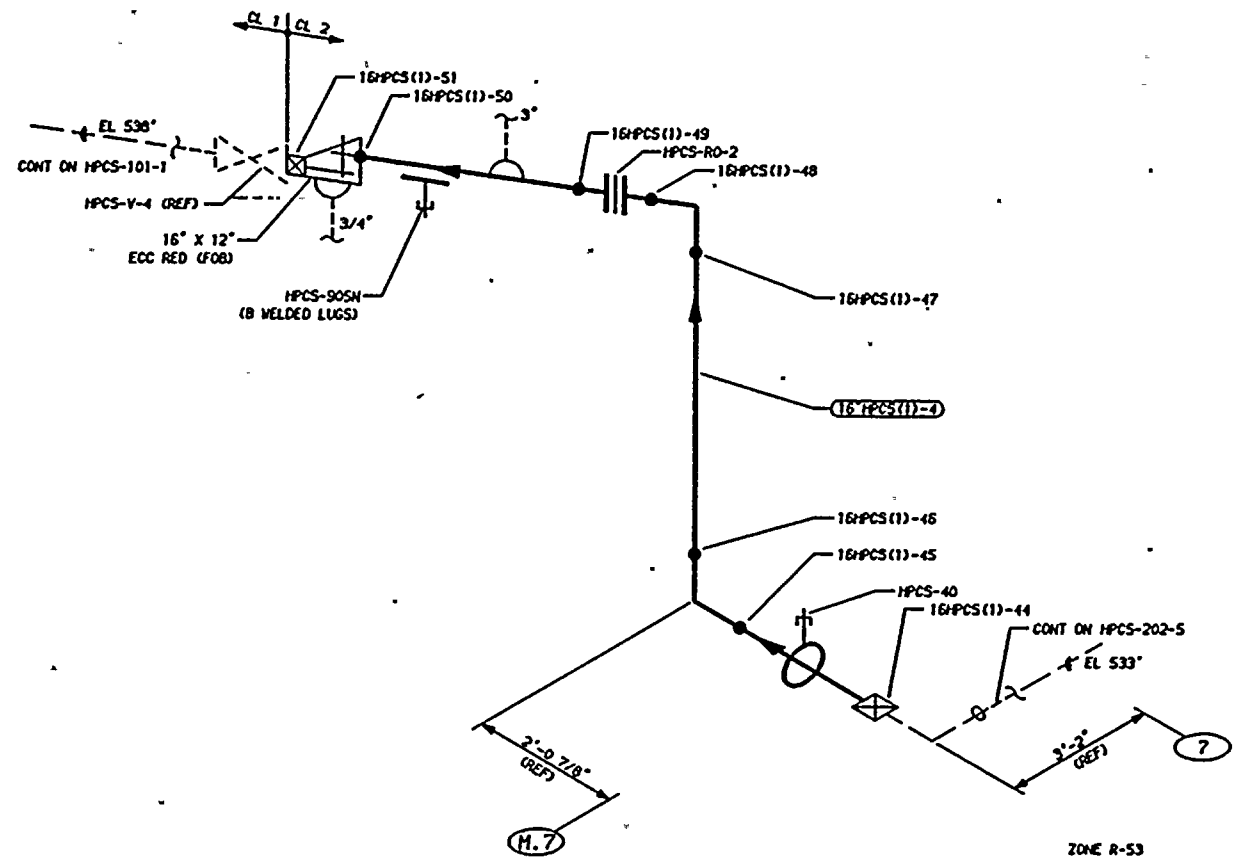 CL 1 CL 2
16HPCS(1)-51
16HPCS(1)-50
3"
16HPCS(1)-49
HPCS-RO-2
16HPCS(1)-48
EL 538'
CONT ON HPCS-101-1
HPCS-V-4 (REF)
3/4"
16" X 12"
ECC RED (FOB)
HPCS-905N
(8 WELDED LUGS)
16HPCS(1)-47
16"HPCS(1)-4
16HPCS(1)-46
16HPCS(1)-45
HPCS-40
16HPCS(1)-44
CONT ON HPCS-202-5
EL 533'
2'-0 7/8"
(REF)
3'-2"
(REF)
7
M.7
ZONE R-53